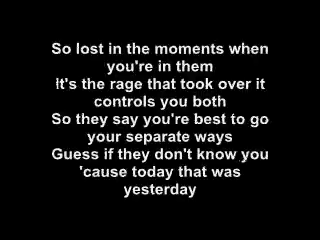 So lost in the moments when
you're in them
It's the rage that took over it
controls you both
So they say you're best to go
your separate ways
Guess if they don't know you
'cause today that was
yesterday